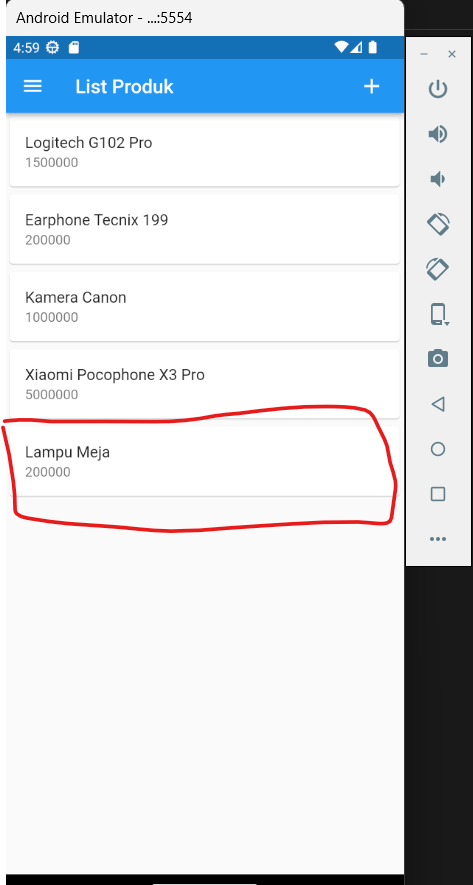 Android Emulator - ...:5554
4:59
List Produk
Logitech G102 Pro
1500000
Earphone Tecnix 199
200000
Kamera Canon
1000000
Xiaomi Pocophone X3 Pro
5000000
Lampu Meja
200000